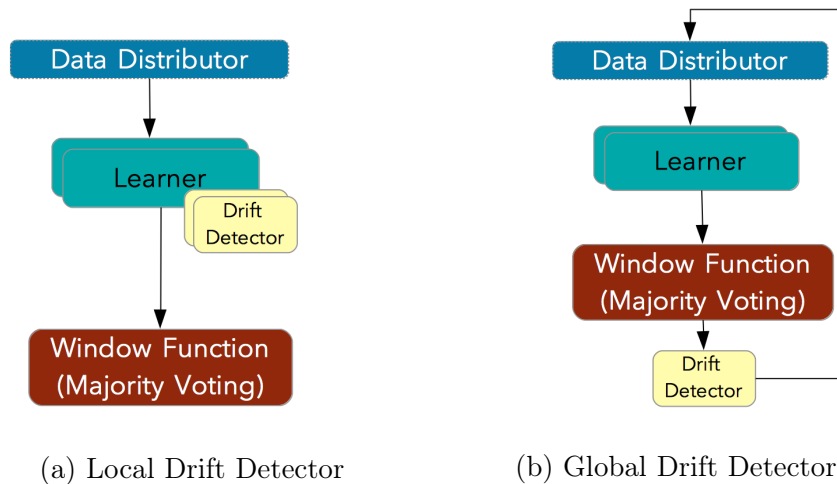 Data Distributor
Learner
Drift
Detector
Window Function
(Majority Voting)
(a) Local Drift Detector
Data Distributor
Learner
Window Function
(Majority Voting)
Drift
Detector
(b) Global Drift Detector